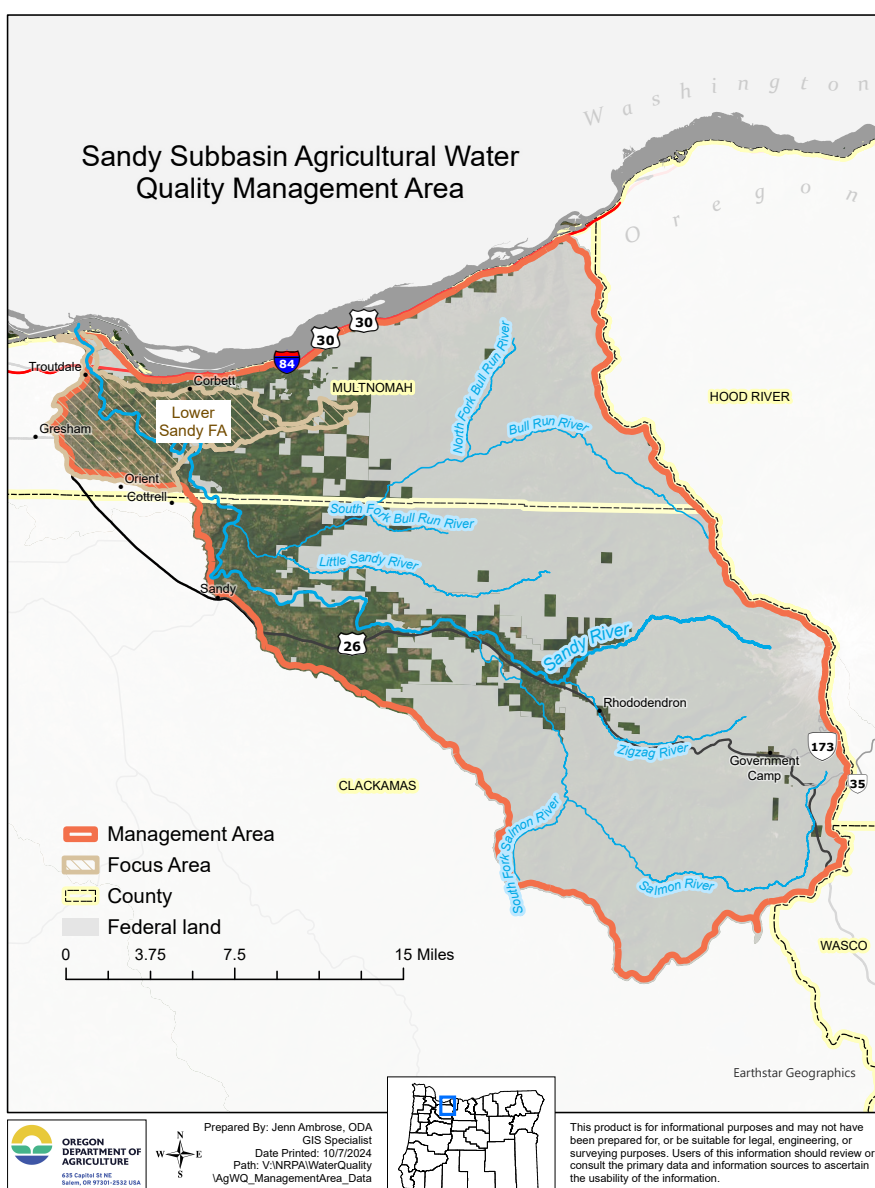 Washington
Oregon
Sandy Subbasin Agricultural Water
Quality Management Area
30
30
84
Troutdale
Corbett
MULTNOMAH
North Fork Bull Run River
HOOD RIVER
Lower
Sandy FA
Gresham
Bull Run River
Orient
Cottrell
South Fork Bull Run River
Little Sandy River
Sandy
26
Sandy River
Rhododendron
Zigzag River
173
Government
Camp
35
CLACKAMAS
South Fork Salmon River
Salmon River
WASCO
Management Area
Focus Area
County
Federal land
0 3.75 7.5 15 Miles
Earthstar Geographics
OREGON
DEPARTMENT OF
AGRICULTURE
635 Capitol St NE
Salem, OR 97301-2532 USA
N
W E
S
Prepared By: Jenn Ambrose, ODA
GIS Specialist
Date Printed: 10/7/2024
Path: V:\NRPA\WaterQuality
\AgWQ_ManagementArea_Data
This product is for informational purposes and may not have
been prepared for, or be suitable for legal, engineering, or
surveying purposes. Users of this information should review or
consult the primary data and information sources to ascertain
the usability of the information.